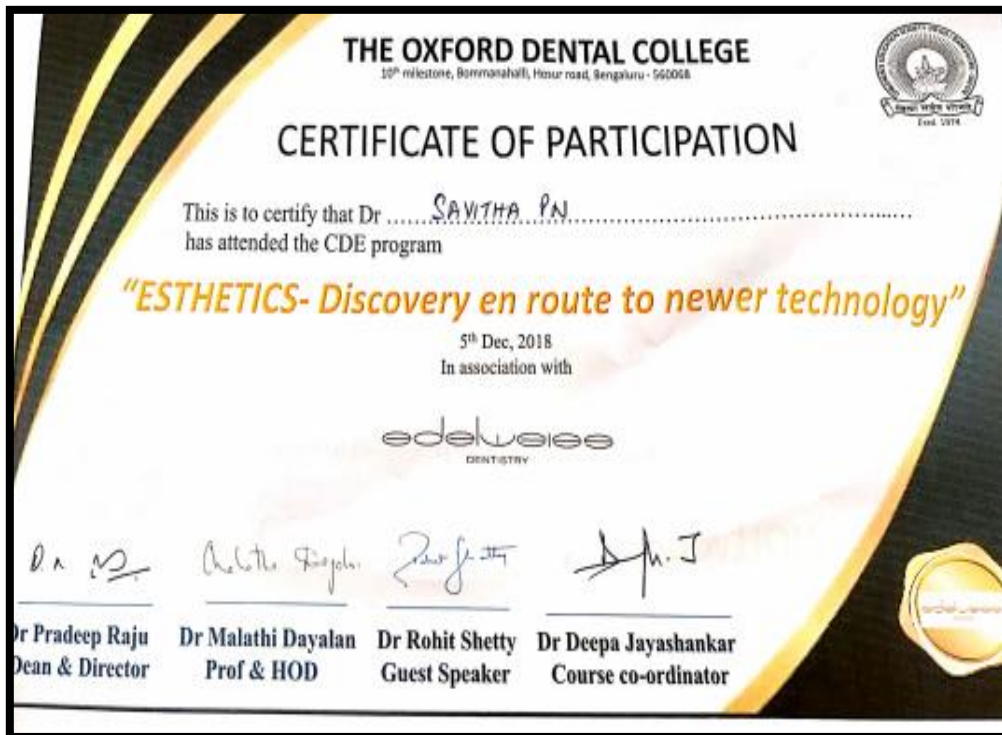 THE OXFORD DENTAL COLLEGE
10th milestone, Bommanahalli, Hosur road, Bengaluru - 560068
Estd. 1974
CERTIFICATE OF PARTICIPATION
This is to certify that Dr ..... SAVITHA PN ..........
has attended the CDE program
"ESTHETICS- Discovery en route to newer technology"
5th Dec, 2018
In association with
edelweiss
DENTISTRY
Dr Pradeep Raju Dr Malathi Dayalan Dr Rohit Shetty Dr Deepa Jayashankar
Dean & Director Prof & HOD Guest Speaker Course co-ordinator
edelweiss